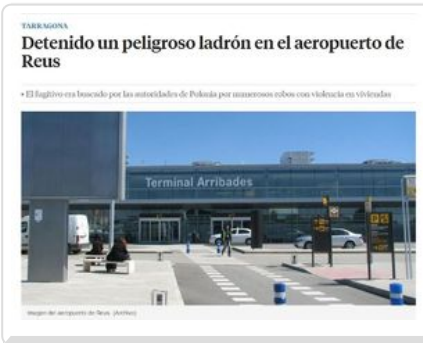 TARRAGONA
Detenido un peligroso ladrón en el aeropuerto de
Reus
• El fugitivo era buscado por las autoridades de Polonia por numerosos robos con violencia en viviendas
Terminal Arribades
Imagen del aeropuerto de Reus. (Archivo)